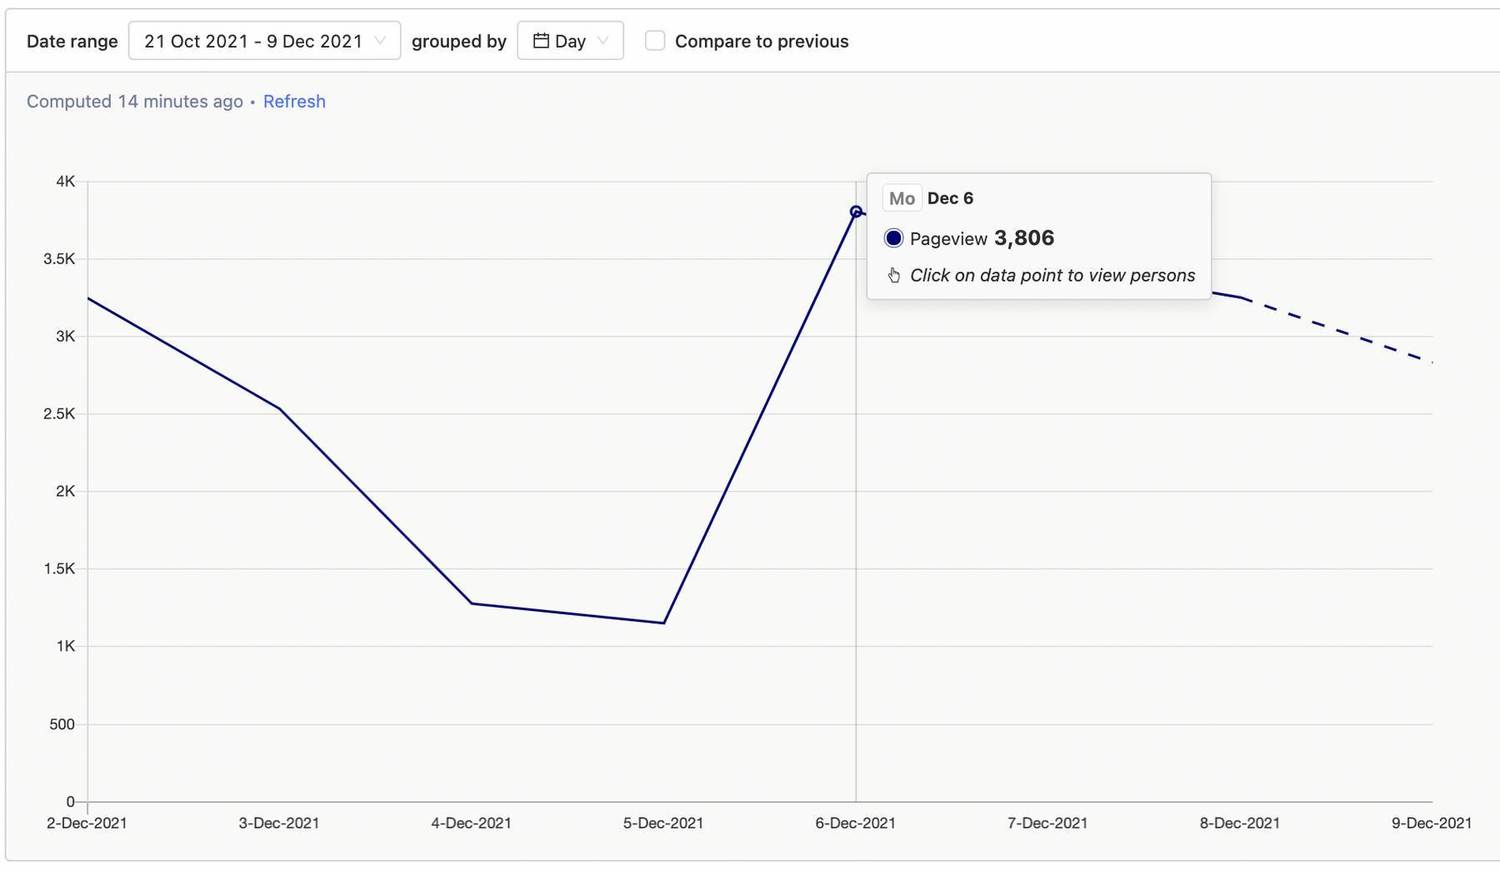 Date range 21 Oct 2021 - 9 Dec 2021 grouped by Day Compare to previous
Computed 14 minutes ago • Refresh
4K
3.5K
3K
2.5K
2K
1.5K
1K
500
0
Mo Dec 6
Pageview 3,806
Click on data point to view persons
2-Dec-2021 3-Dec-2021 4-Dec-2021 5-Dec-2021 6-Dec-2021 7-Dec-2021 8-Dec-2021 9-Dec-2021